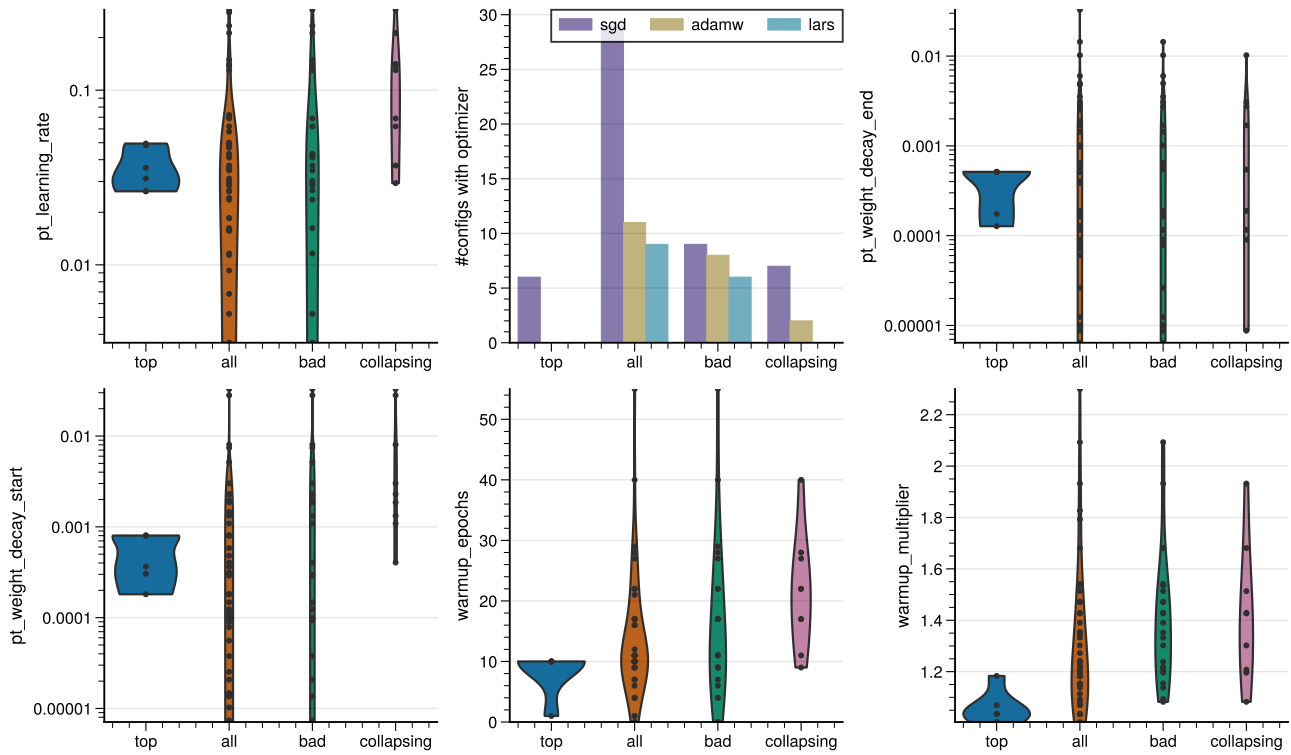 pt_learning_rate
0.1
0.01
top all bad collapsing
#configs with optimizer
sgd adamw lars
30
25
20
15
10
5
0
top all bad collapsing
pt_weight_decay_end
0.01
0.001
0.0001
0.00001
top all bad collapsing
pt_weight_decay_start
0.01
0.001
0.0001
0.00001
top all bad collapsing
warmup_epochs
50
40
30
20
10
0
top all bad collapsing
warmup_multiplier
2.2
2
1.8
1.6
1.4
1.2
top all bad collapsing